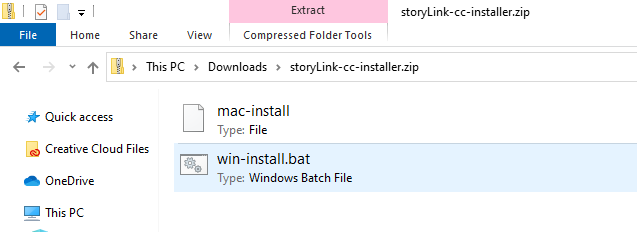 Extract
storyLink-cc-installer.zip
File
Home
Share
View
Compressed Folder Tools
This PC > Downloads > storyLink-cc-installer.zip
Quick access
Creative Cloud Files
OneDrive
This PC
mac-install
Type: File
win-install.bat
Type: Windows Batch File